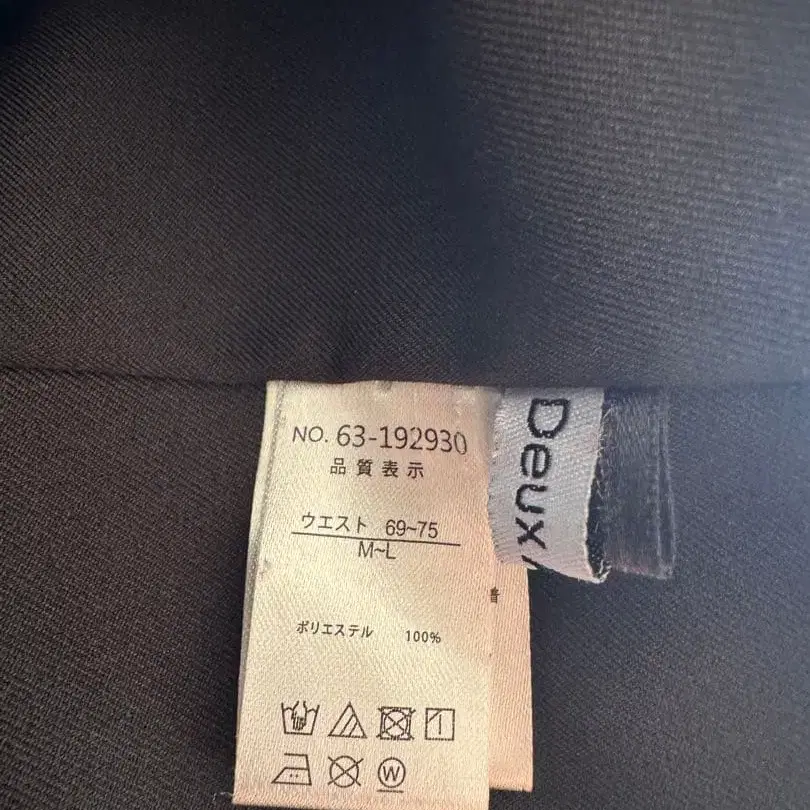 NO. 63-192930
品質表示
ウエスト 69~75
M~L
ポリエステル 100%
W
Deux